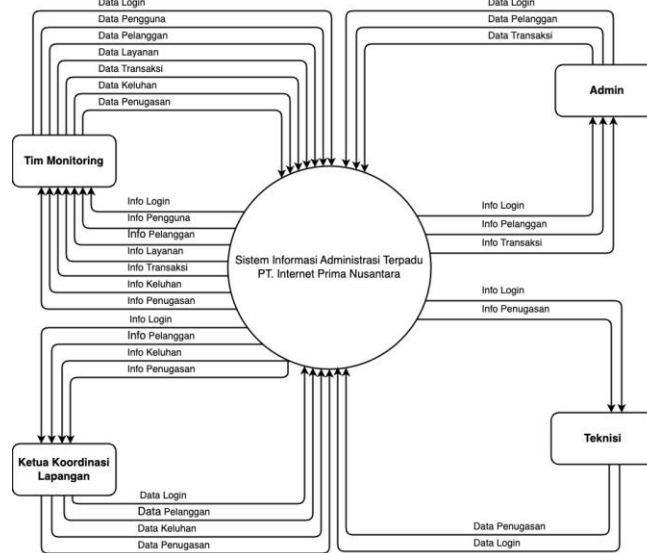 Data Login
Data Pengguna
Data Pelanggan
Data Layanan
Data Transaksi
Data Keluhan
Data Penugasan
Data Login
Data Pelanggan
Data Transaksi
Admin
Tim Monitoring
Info Login
Info Pengguna
Info Pelanggan
Info Layanan
Info Transaksi
Info Keluhan
Info Penugasan
Sistem Informasi Administrasi Terpadu
PT. Internet Prima Nusantara
Info Login
Info Pelanggan
Info Transaksi
Info Login
Info Penugasan
Info Login
Info Pelanggan
Info Keluhan
Info Penugasan
Ketua Koordinasi
Lapangan
Teknisi
Data Login
Data Pelanggan
Data Keluhan
Data Penugasan
Data Penugasan
Data Login